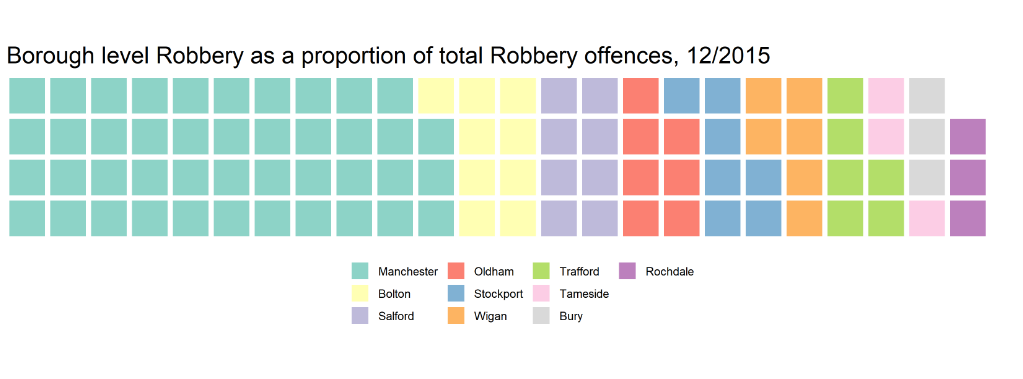 Borough level Robbery as a proportion of total Robbery offences, 12/2015
Manchester Oldham Trafford Rochdale
Bolton Stockport Tameside
Salford Wigan Bury